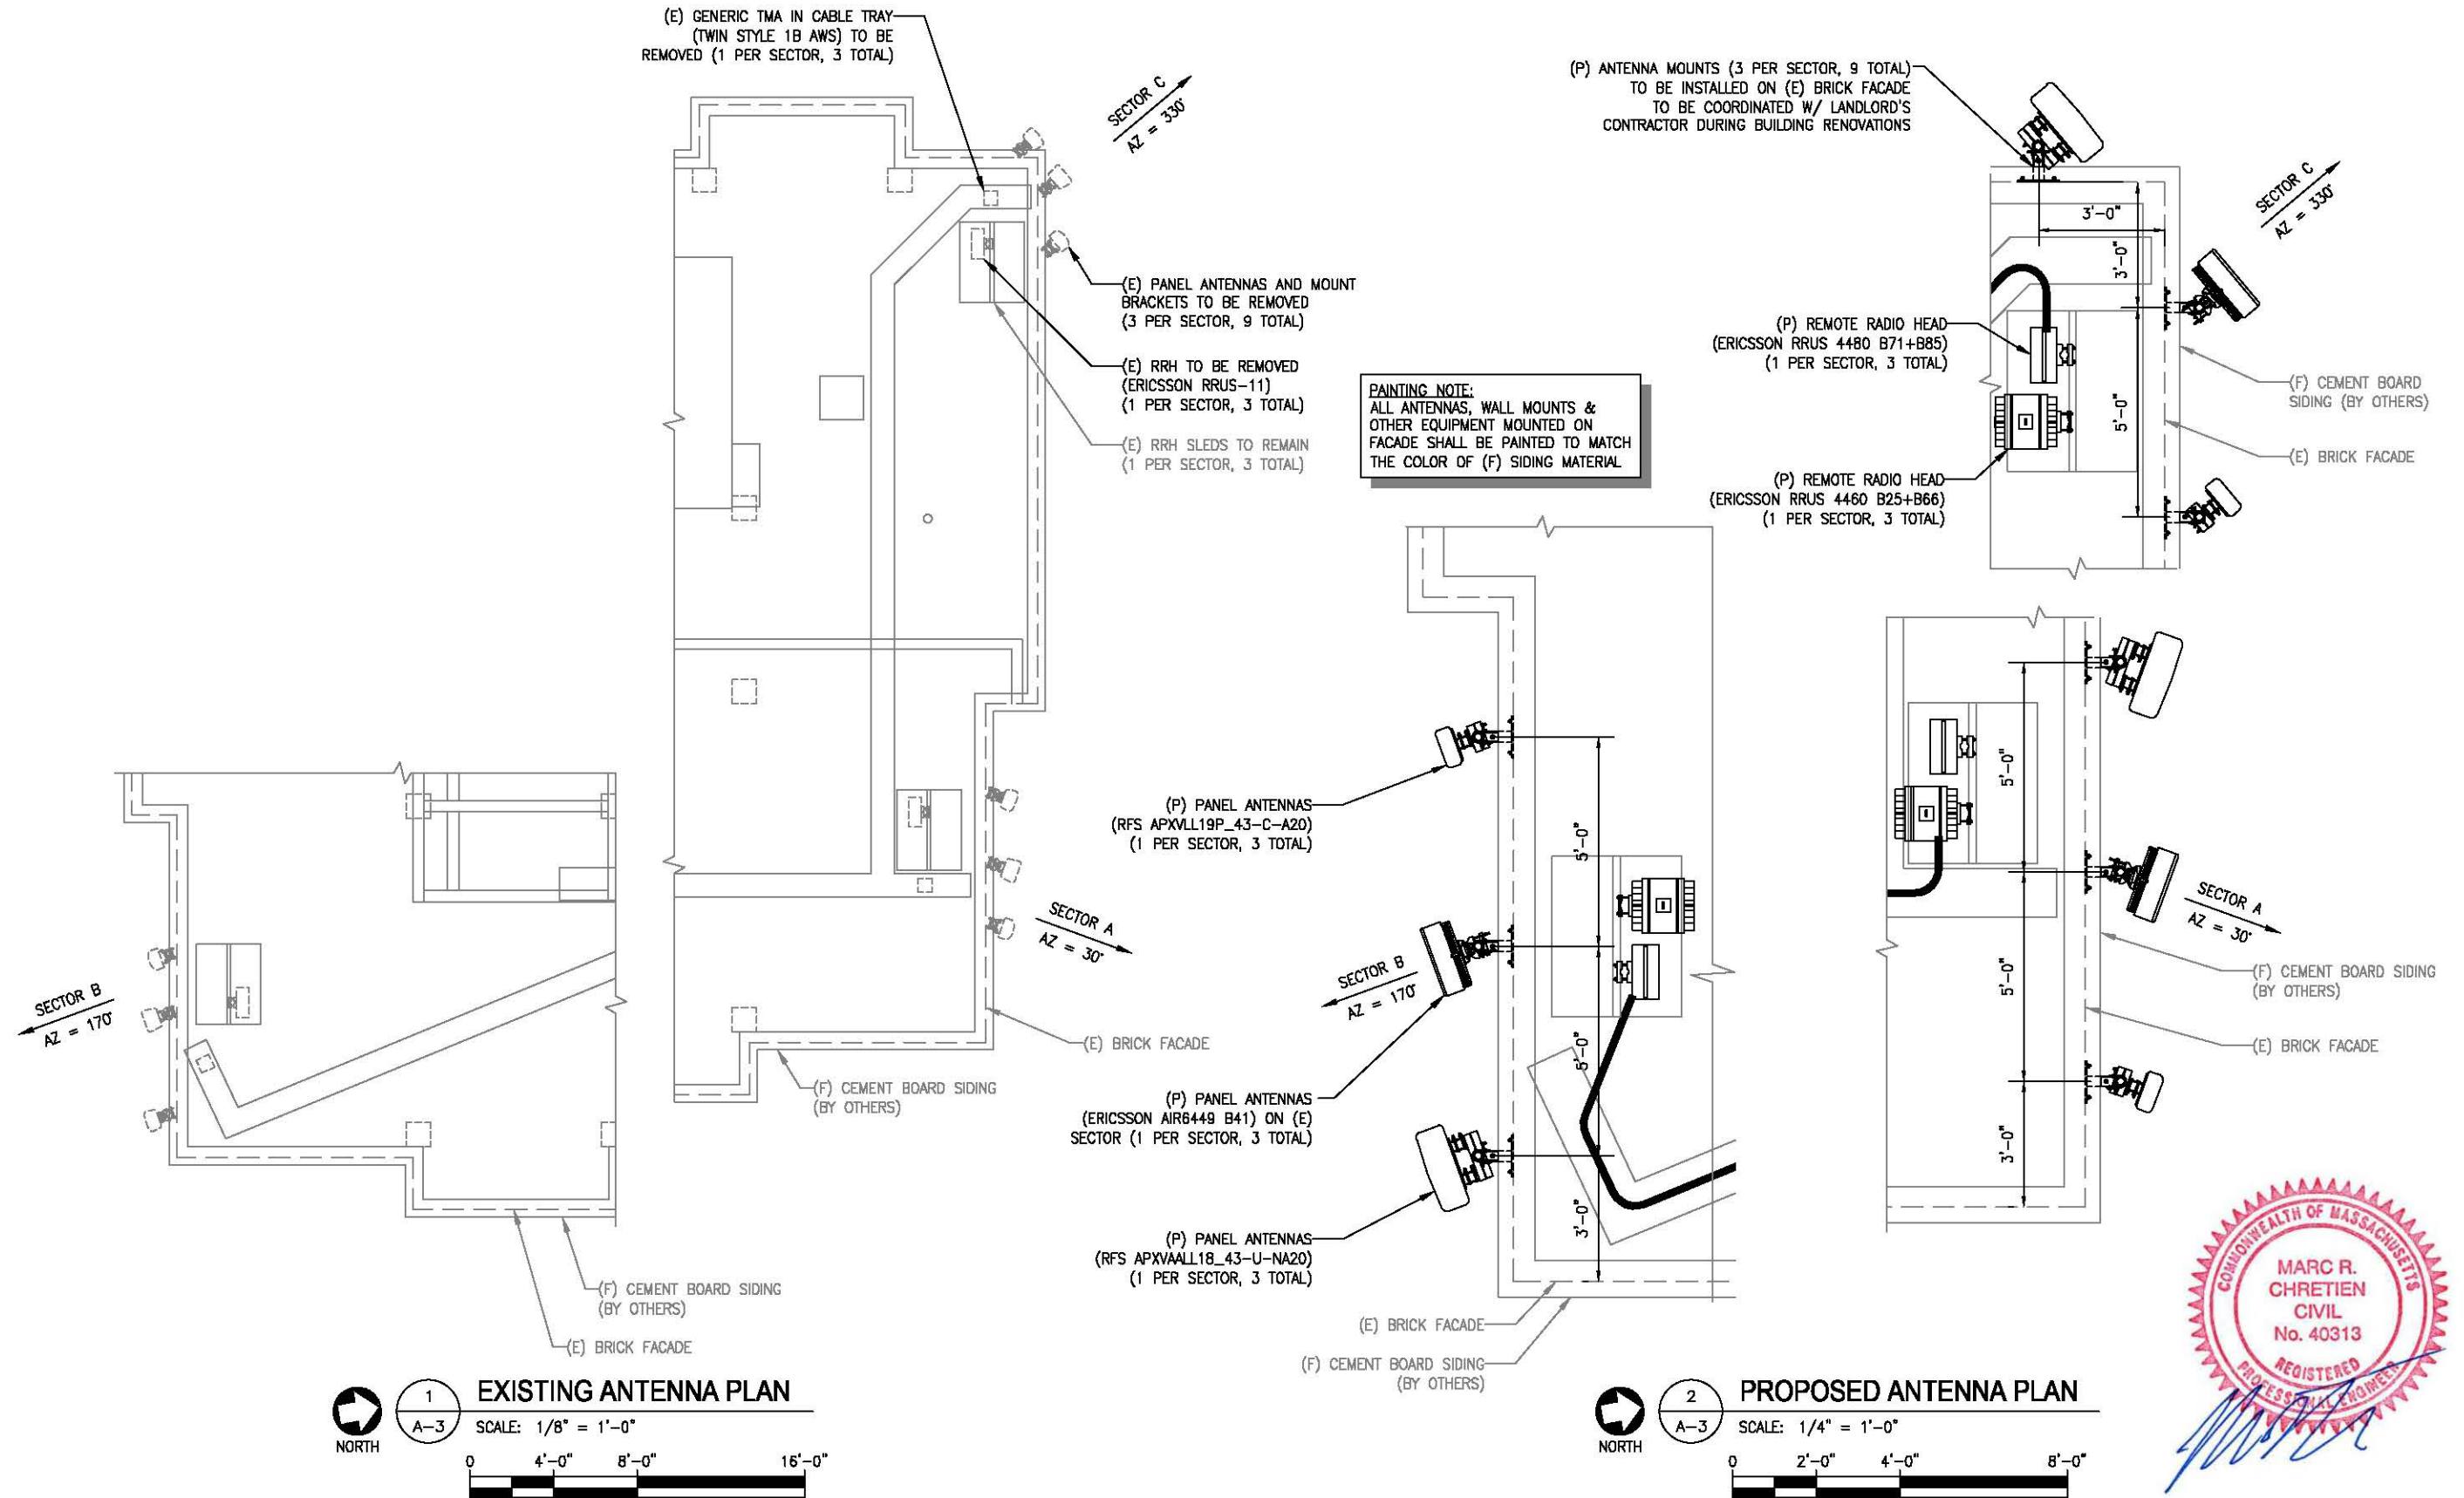 (E) GENERIC TMA IN CABLE TRAY
(TWIN STYLE 1B AWS) TO BE
REMOVED (1 PER SECTOR, 3 TOTAL)
SECTOR C
AZ = 330°
(E) PANEL ANTENNAS AND MOUNT
BRACKETS TO BE REMOVED
(3 PER SECTOR, 9 TOTAL)
(E) RRH TO BE REMOVED
(ERICSSON RRUS-11)
(1 PER SECTOR, 3 TOTAL)
(E) RRH SLEDS TO REMAIN
(1 PER SECTOR, 3 TOTAL)
SECTOR A
AZ = 30°
SECTOR B
AZ = 170°
(E) BRICK FACADE
(F) CEMENT BOARD SIDING
(BY OTHERS)
(F) CEMENT BOARD SIDING
(BY OTHERS)
(E) BRICK FACADE
NORTH
1
A-3
EXISTING ANTENNA PLAN
SCALE: 1/8" = 1'-0"
0 4'-0" 8'-0" 16'-0"
PAINTING NOTE:
ALL ANTENNAS, WALL MOUNTS &
OTHER EQUIPMENT MOUNTED ON
FACADE SHALL BE PAINTED TO MATCH
THE COLOR OF (F) SIDING MATERIAL
(P) ANTENNA MOUNTS (3 PER SECTOR, 9 TOTAL)
TO BE INSTALLED ON (E) BRICK FACADE
TO BE COORDINATED W/ LANDLORD'S
CONTRACTOR DURING BUILDING RENOVATIONS
SECTOR C
AZ = 330°
3'-0"
3'-0"
5'-0"
(P) REMOTE RADIO HEAD
(ERICSSON RRUS 4480 B71+B85)
(1 PER SECTOR, 3 TOTAL)
(P) REMOTE RADIO HEAD
(ERICSSON RRUS 4460 B25+B66)
(1 PER SECTOR, 3 TOTAL)
(F) CEMENT BOARD
SIDING (BY OTHERS)
(E) BRICK FACADE
(P) PANEL ANTENNAS
(RFS APXVLL19P_43-C-A20)
(1 PER SECTOR, 3 TOTAL)
5'-0"
SECTOR B
AZ = 170°
5'-0"
(P) PANEL ANTENNAS
(ERICSSON AIR6449 B41) ON (E)
SECTOR (1 PER SECTOR, 3 TOTAL)
3'-0"
(P) PANEL ANTENNAS
(RFS APXVAALL18_43-U-NA20)
(1 PER SECTOR, 3 TOTAL)
(E) BRICK FACADE
(F) CEMENT BOARD SIDING
(BY OTHERS)
5'-0"
5'-0"
3'-0"
SECTOR A
AZ = 30°
(F) CEMENT BOARD SIDING
(BY OTHERS)
(E) BRICK FACADE
NORTH
2
A-3
PROPOSED ANTENNA PLAN
SCALE: 1/4" = 1'-0"
0 2'-0" 4'-0" 8'-0"
COMMONWEALTH OF MASSACHUSETTS
MARC R.
CHRETIEN
CIVIL
No. 40313
REGISTERED
PROFESSIONAL ENGINEER